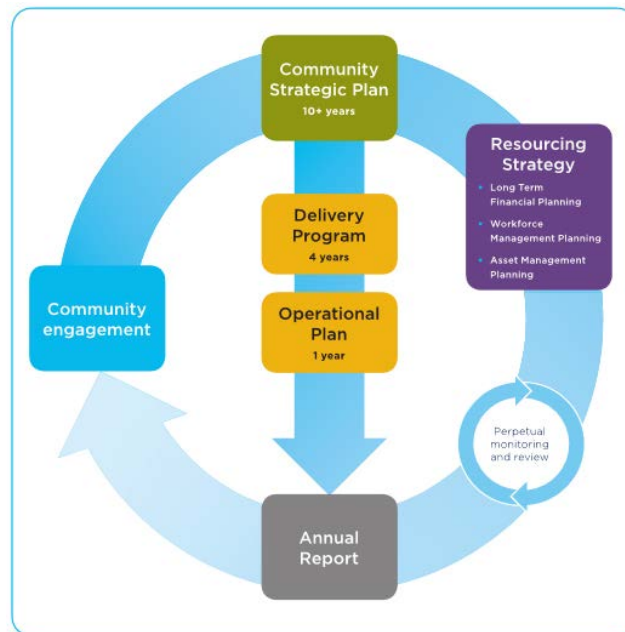 Community
Strategic Plan
10+ years
Resourcing
Strategy
Long Term
Financial Planning
Workforce
Management Planning
Asset Management
Planning
Delivery
Program
4 years
Community
engagement
Operational
Plan
1 year
Perpetual
monitoring
and review
Annual
Report